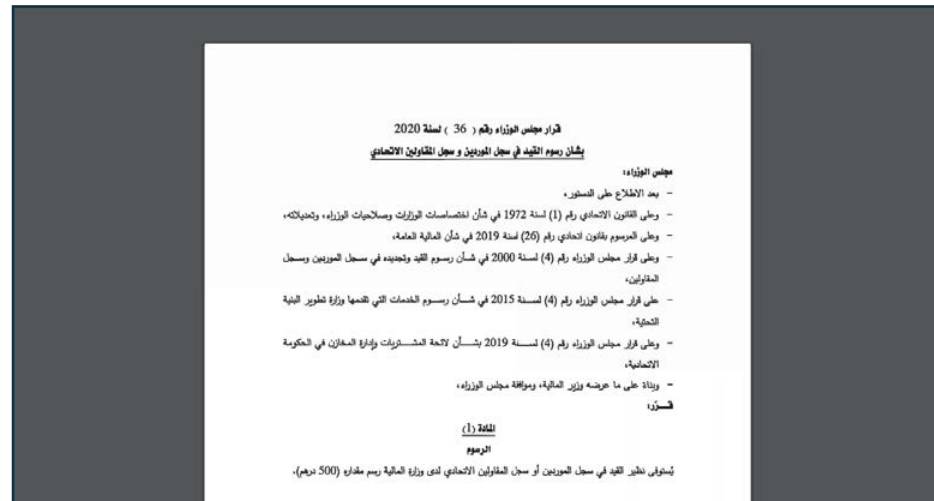 قرار مجلس الوزراء رقم ( 36 ) لسنة 2020
بشأن رسوم القيد في سجل الموردين و سجل المقاولين الاتحادي
مجلس الوزراء:
- بعد الاطلاع على الدستور،
- وعلى القانون الاتحادي رقم (1) لسنة 1972 في شأن اختصاصات الوزارات وصلاحيات الوزراء، وتعديلاته،
- وعلى المرسوم بقانون اتحادي رقم (26) لسنة 2019 في شأن المالية العامة،
- وعلى قرار مجلس الوزراء رقم (4) لسنة 2000 في شأن رسوم القيد وتجديده في سجل الموردين وسجل
المقاولين،
- على قرار مجلس الوزراء رقم (4) لسنة 2015 في شأن رسوم الخدمات التي تقدمها وزارة تطوير البنية
التحتية،
- وعلى قرار مجلس الوزراء رقم (4) لسنة 2019 بشأن لائحة المشتريات وإدارة المخازن في الحكومة
الاتحادية،
- وبناءً على ما عرضه وزير المالية، وموافقة مجلس الوزراء،
قـــرّر:
المادة (1)
الرسوم
يُستوفى نظير القيد في سجل الموردين أو سجل المقاولين الاتحادي لدى وزارة المالية رسم مقداره (500 درهم).